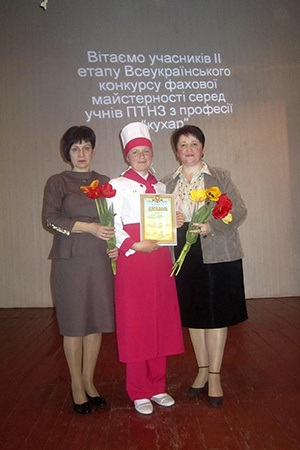 Вітаємо учасників ІІ
етапу Всеукраїнського
конкурсу фахової
майстерності серед
учнів ПТНЗ з професії
"кухар"